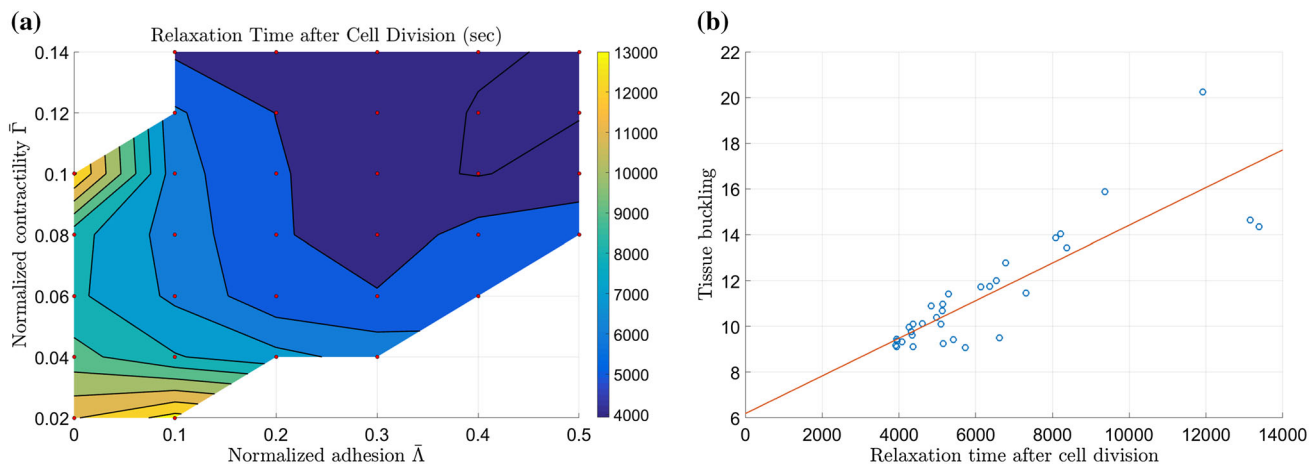 (a)
Relaxation Time after Cell Division (sec)
0.14
0.12
0.1
0.08
0.06
0.04
0.02
Normalized contractility Γ̄
0 0.1 0.2 0.3 0.4 0.5
Normalized adhesion Λ̄
13000
12000
11000
10000
9000
8000
7000
6000
5000
4000
(b)
22
20
18
16
14
12
10
8
6
Tissue buckling
0 2000 4000 6000 8000 10000 12000 14000
Relaxation time after cell division